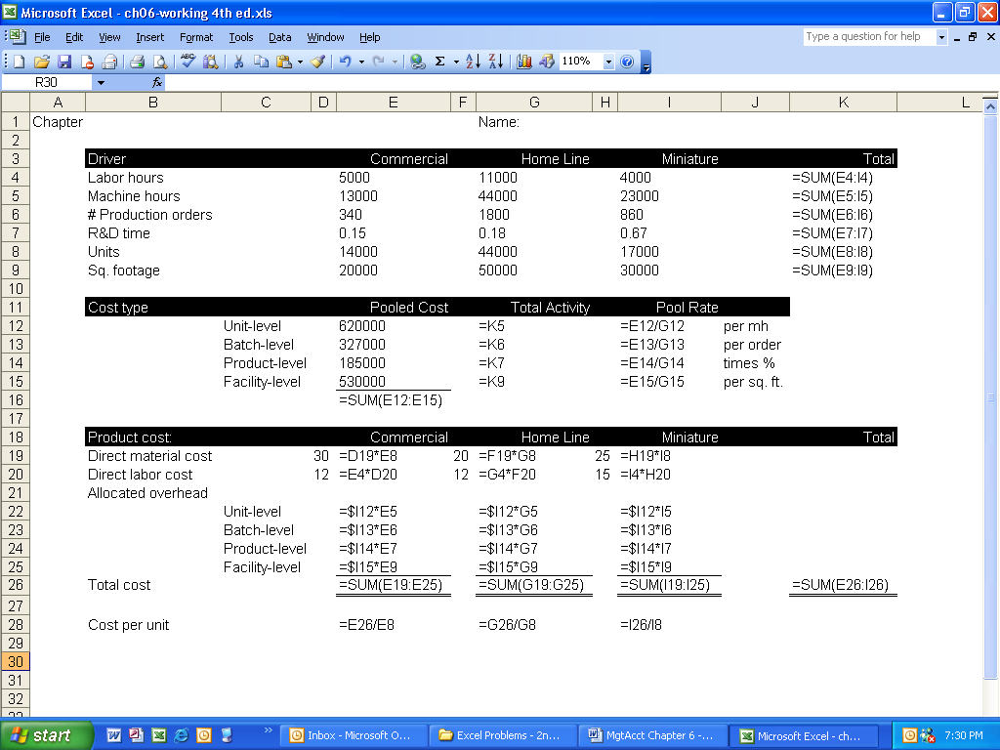 Microsoft Excel - ch06-working 4th ed.xls
File Edit View Insert Format Tools Data Window Help Type a question for help
110%
R30 fx
A B C D E F G H I J K L
1 Chapter Name:
2
3 Driver Commercial Home Line Miniature Total
4 Labor hours 5000 11000 4000 =SUM(E4:I4)
5 Machine hours 13000 44000 23000 =SUM(E5:I5)
6 # Production orders 340 1800 860 =SUM(E6:I6)
7 R&D time 0.15 0.18 0.67 =SUM(E7:I7)
8 Units 14000 44000 17000 =SUM(E8:I8)
9 Sq. footage 20000 50000 30000 =SUM(E9:I9)
10
11 Cost type Pooled Cost Total Activity Pool Rate
12 Unit-level 620000 =K5 =E12/G12 per mh
13 Batch-level 327000 =K6 =E13/G13 per order
14 Product-level 185000 =K7 =E14/G14 times %
15 Facility-level 530000 =K9 =E15/G15 per sq. ft.
16 =SUM(E12:E15)
17
18 Product cost: Commercial Home Line Miniature Total
19 Direct material cost 30 =D19*E8 20 =F19*G8 25 =H19*I8
20 Direct labor cost 12 =E4*D20 12 =G4*F20 15 =I4*H20
21 Allocated overhead
22 Unit-level =$I12*E5 =$I12*G5 =$I12*I5
23 Batch-level =$I13*E6 =$I13*G6 =$I13*I6
24 Product-level =$I14*E7 =$I14*G7 =$I14*I7
25 Facility-level =$I15*E9 =$I15*G9 =$I15*I9
26 Total cost =SUM(E19:E25) =SUM(G19:G25) =SUM(I19:I25) =SUM(E26:I26)
27
28 Cost per unit =E26/E8 =G26/G8 =I26/I8
29
30
31
32
33
start Inbox - Microsoft O... Excel Problems - 2n... MgtAcct Chapter 6 -... Microsoft Excel - ch... 7:30 PM